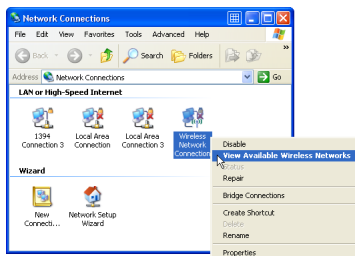 Network Connections
File Edit View Favorites Tools Advanced Help
Back Search Folders »
Address Network Connections Go
LAN or High-Speed Internet
1394 Connection 3
Local Area Connection
Local Area Connection 3
Wireless Network Connection
Wizard
New Connecti...
Network Setup Wizard
Disable
View Available Wireless Networks
Status
Repair
Bridge Connections
Create Shortcut
Delete
Rename
Properties